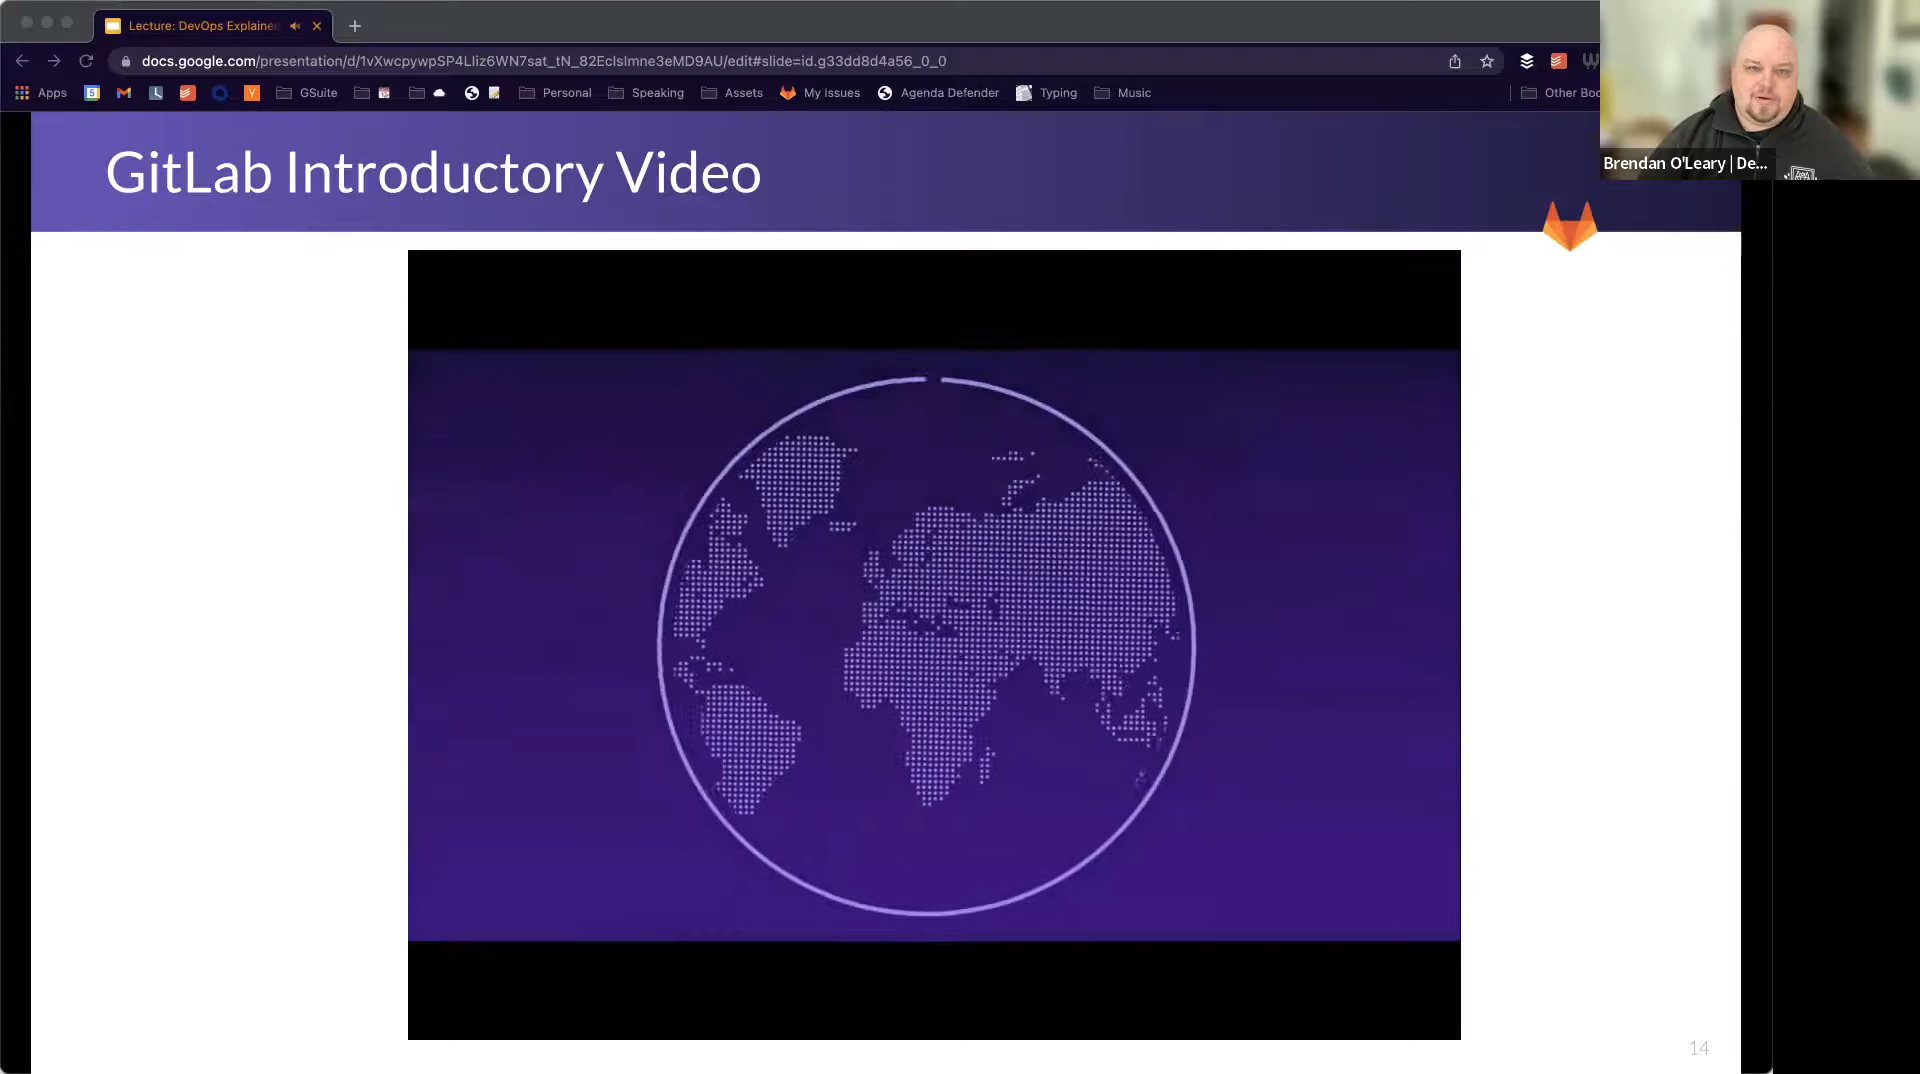 Lecture: DevOps Explaine
docs.google.com/presentation/d/1vXwcpywpSP4LIiz6WN7sat_tN_82Eclslmne3eMD9AU/edit#slide=id.g33dd8d4a56_0_0
Apps
5
Y
GSuite
Personal
Speaking
Assets
My Issues
Agenda Defender
Typing
Music
Other Boo
Brendan O'Leary | De...
GitLab Introductory Video
14